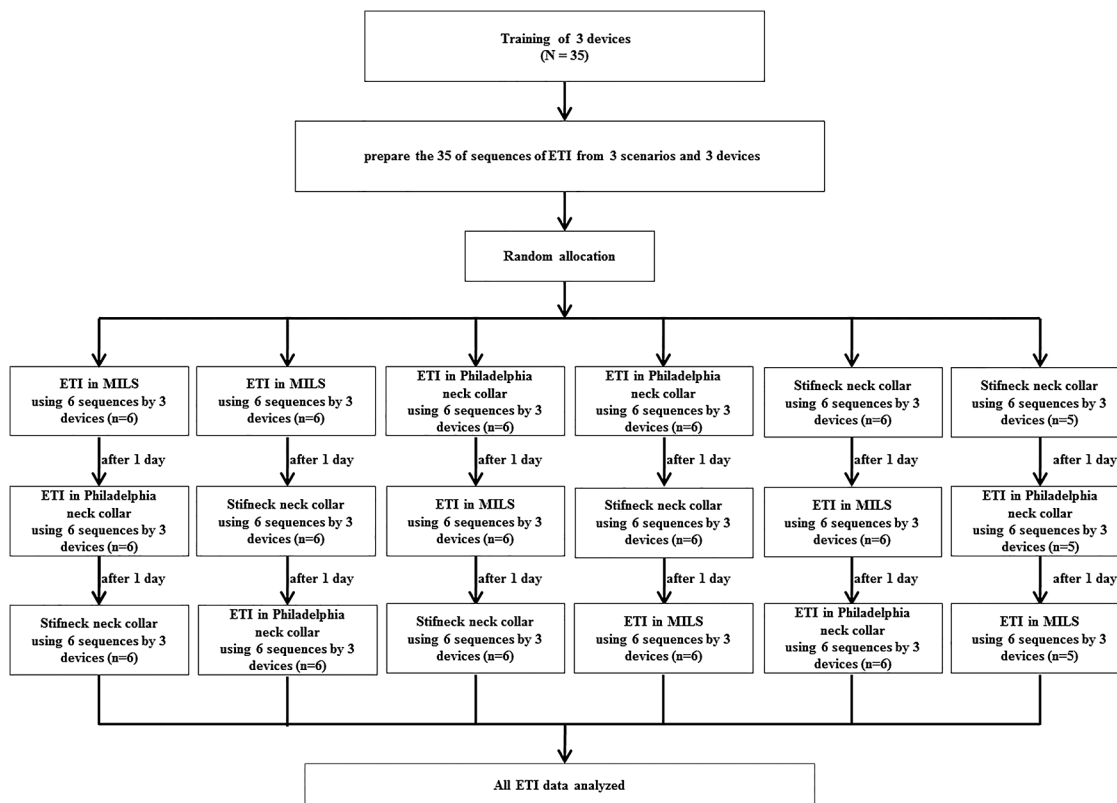 Training of 3 devices
(N = 35)
prepare the 35 of sequences of ETI from 3 scenarios and 3 devices
Random allocation
ETI in MILS
using 6 sequences by 3
devices (n=6)
ETI in MILS
using 6 sequences by 3
devices (n=6)
ETI in Philadelphia
neck collar
using 6 sequences by 3
devices (n=6)
ETI in Philadelphia
neck collar
using 6 sequences by 3
devices (n=6)
Stifneck neck collar
using 6 sequences by 3
devices (n=6)
Stifneck neck collar
using 6 sequences by 3
devices (n=5)
after 1 day
after 1 day
after 1 day
after 1 day
after 1 day
after 1 day
ETI in Philadelphia
neck collar
using 6 sequences by 3
devices (n=6)
Stifneck neck collar
using 6 sequences by 3
devices (n=6)
ETI in MILS
using 6 sequences by 3
devices (n=6)
Stifneck neck collar
using 6 sequences by 3
devices (n=6)
ETI in MILS
using 6 sequences by 3
devices (n=6)
ETI in Philadelphia
neck collar
using 6 sequences by 3
devices (n=5)
after 1 day
after 1 day
after 1 day
after 1 day
after 1 day
after 1 day
Stifneck neck collar
using 6 sequences by 3
devices (n=6)
ETI in Philadelphia
neck collar
using 6 sequences by 3
devices (n=6)
Stifneck neck collar
using 6 sequences by 3
devices (n=6)
ETI in MILS
using 6 sequences by 3
devices (n=6)
ETI in Philadelphia
neck collar
using 6 sequences by 3
devices (n=6)
ETI in MILS
using 6 sequences by 3
devices (n=5)
All ETI data analyzed